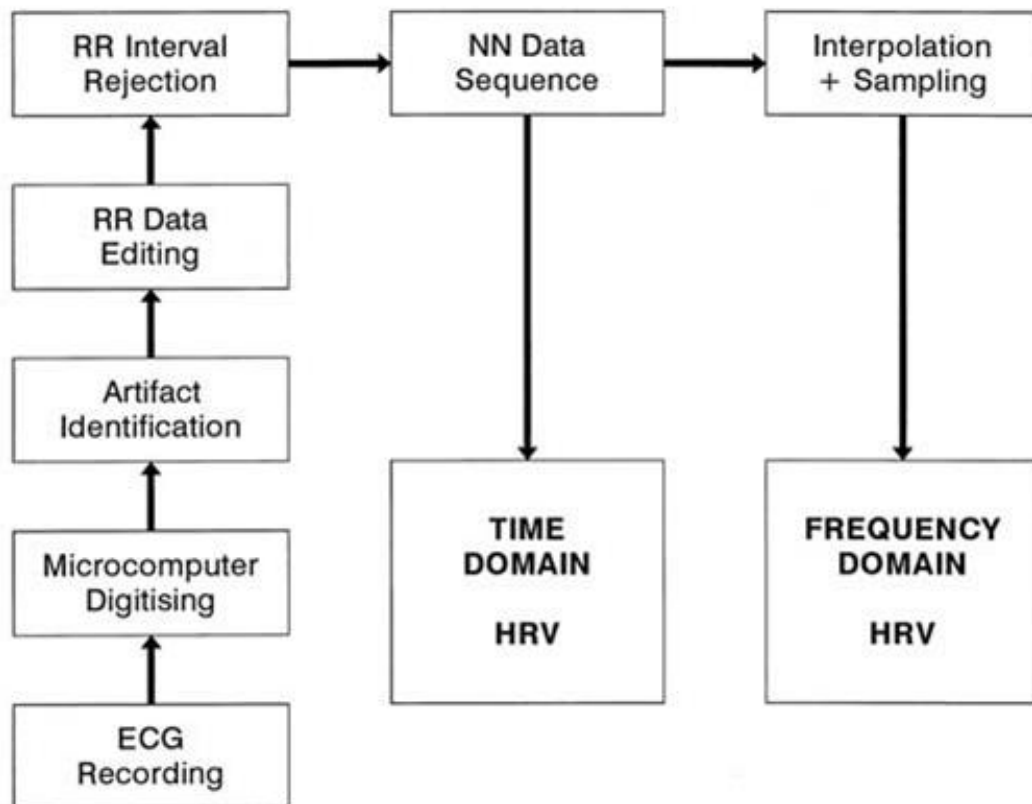 RR Interval
Rejection
NN Data
Sequence
Interpolation
+ Sampling
RR Data
Editing
Artifact
Identification
Microcomputer
Digitising
ECG
Recording
TIME
DOMAIN
HRV
FREQUENCY
DOMAIN
HRV